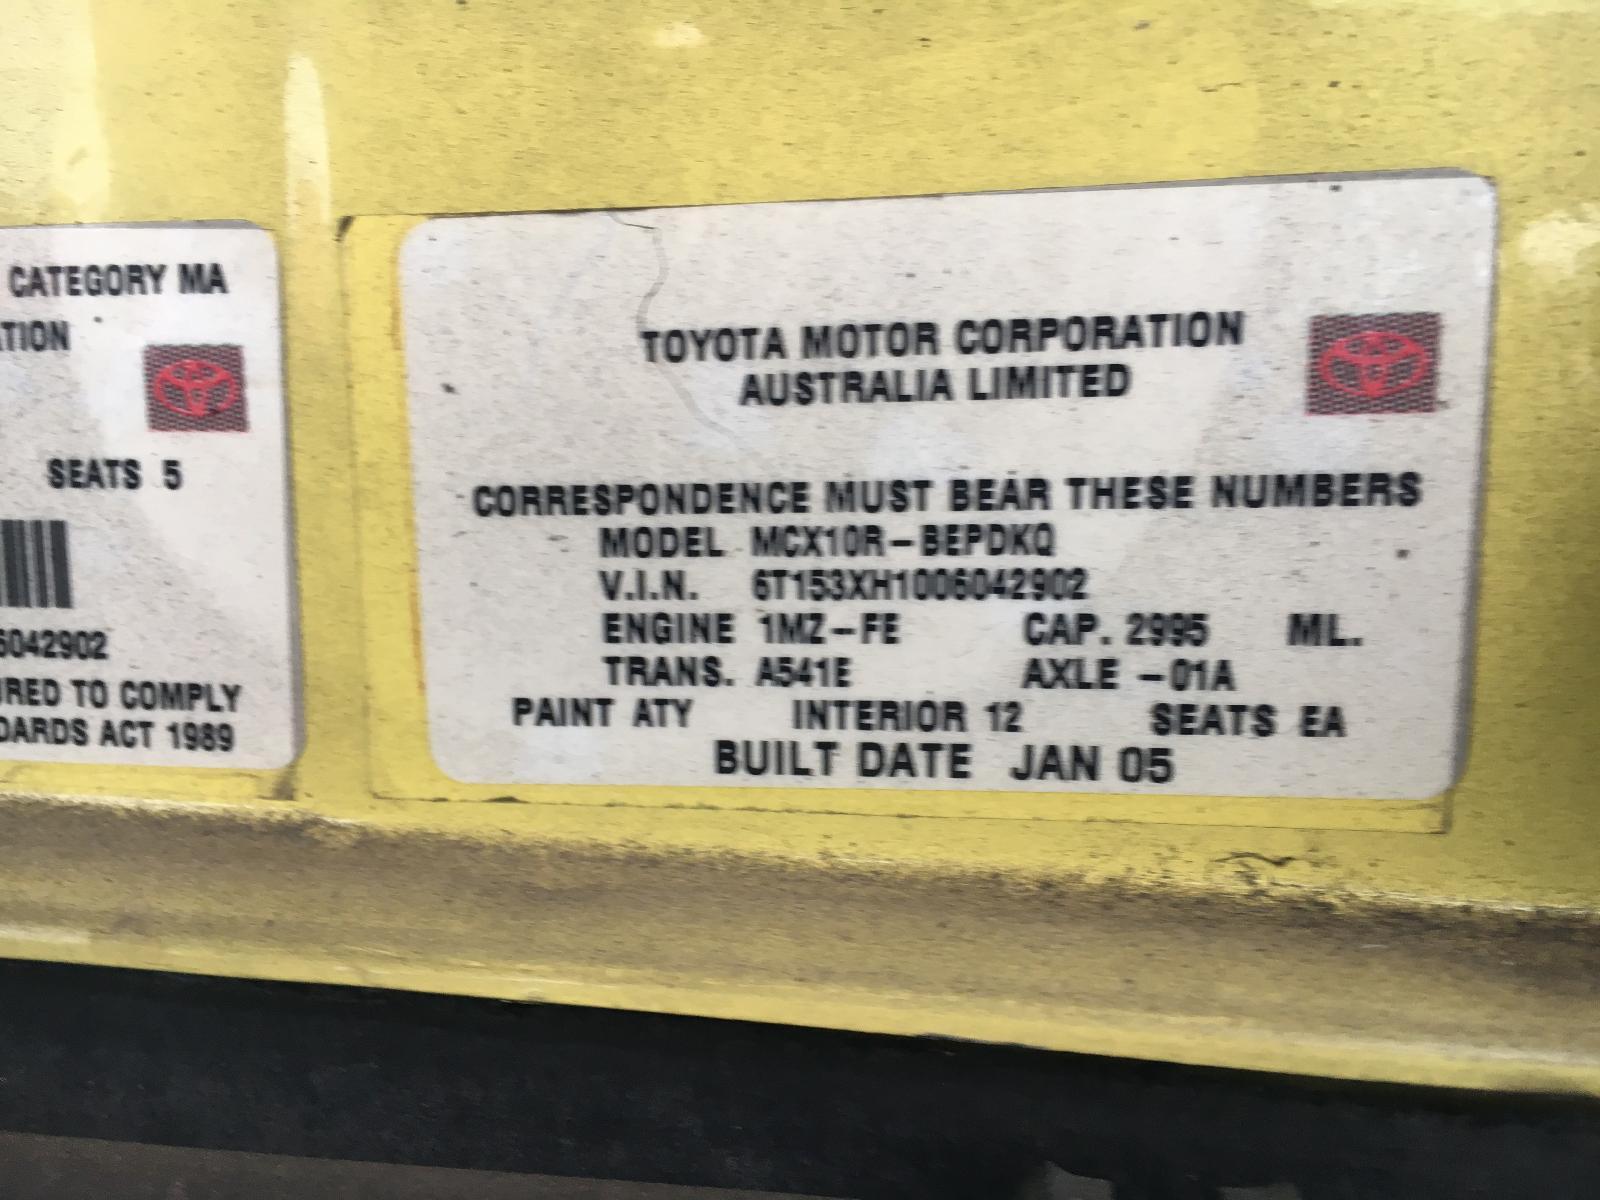 CATEGORY MA
TION
SEATS 5
6042902
RED TO COMPLY
DARDS ACT 1989
TOYOTA MOTOR CORPORATION
AUSTRALIA LIMITED
CORRESPONDENCE MUST BEAR THESE NUMBERS
MODEL MCX10R-BEPDKQ
V.I.N. 6T153XH1006042902
ENGINE 1MZ-FE CAP. 2995 ML.
TRANS. A541E AXLE -01A
PAINT ATY INTERIOR 12 SEATS EA
BUILT DATE JAN 05